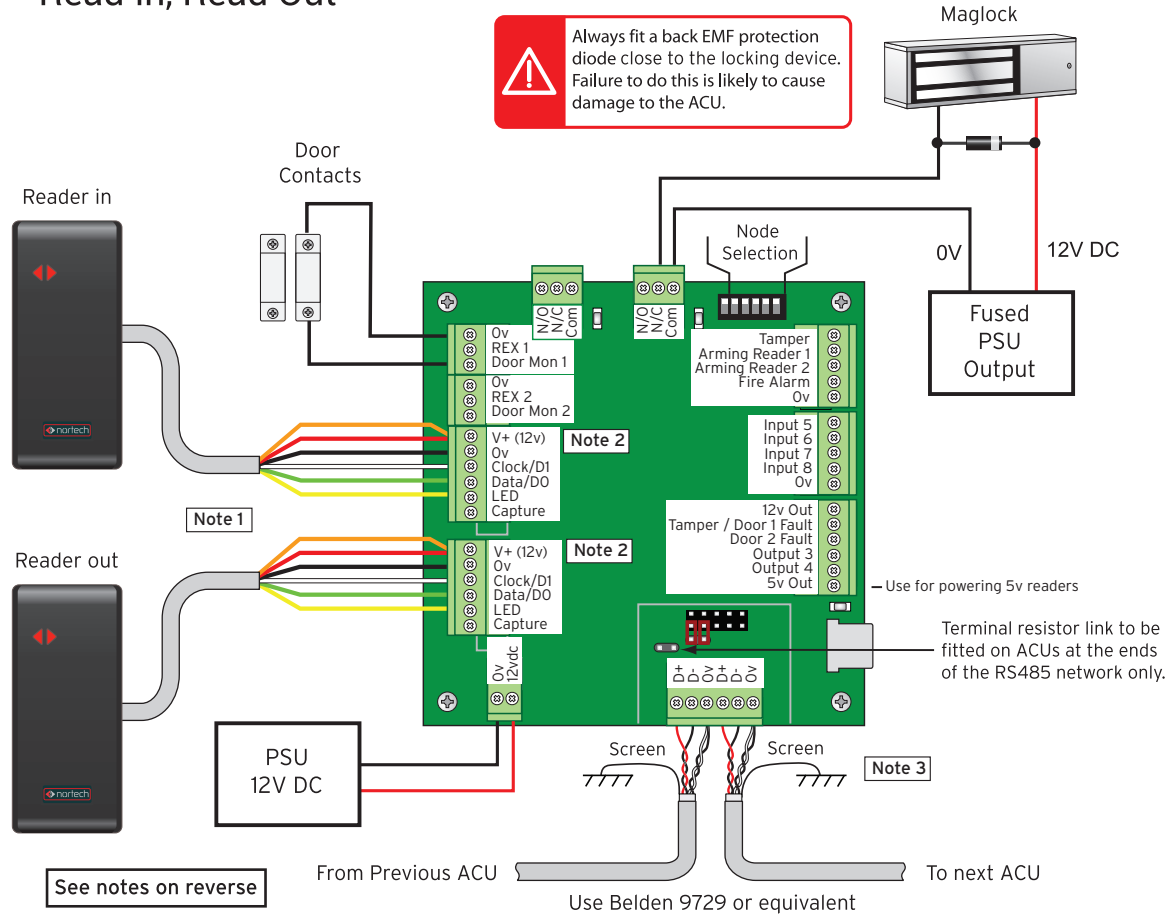 Read In, Read Out
Always fit a back EMF protection
diode close to the locking device.
Failure to do this is likely to cause
damage to the ACU.
Maglock
Door
Contacts
Reader in
Node
Selection
0V
12V DC
Fused
PSU
Output
N/O
N/C
Com
N/O
N/C
Com
0v
REX 1
Door Mon 1
0v
REX 2
Door Mon 2
V+ (12v)
0v
Clock/D1
Data/D0
LED
Capture
Note 2
Tamper
Arming Reader 1
Arming Reader 2
Fire Alarm
0v
Input 5
Input 6
Input 7
Input 8
0v
12v Out
Tamper / Door 1 Fault
Door 2 Fault
Output 3
Output 4
5v Out
Use for powering 5v readers
nortech
Note 1
Reader out
V+ (12v)
0v
Clock/D1
Data/D0
LED
Capture
Note 2
Terminal resistor link to be
fitted on ACUs at the ends
of the RS485 network only.
0v
12vdc
D+
D-
0v
D+
D-
0v
PSU
12V DC
Screen
Screen
Note 3
nortech
See notes on reverse
From Previous ACU
To next ACU
Use Belden 9729 or equivalent